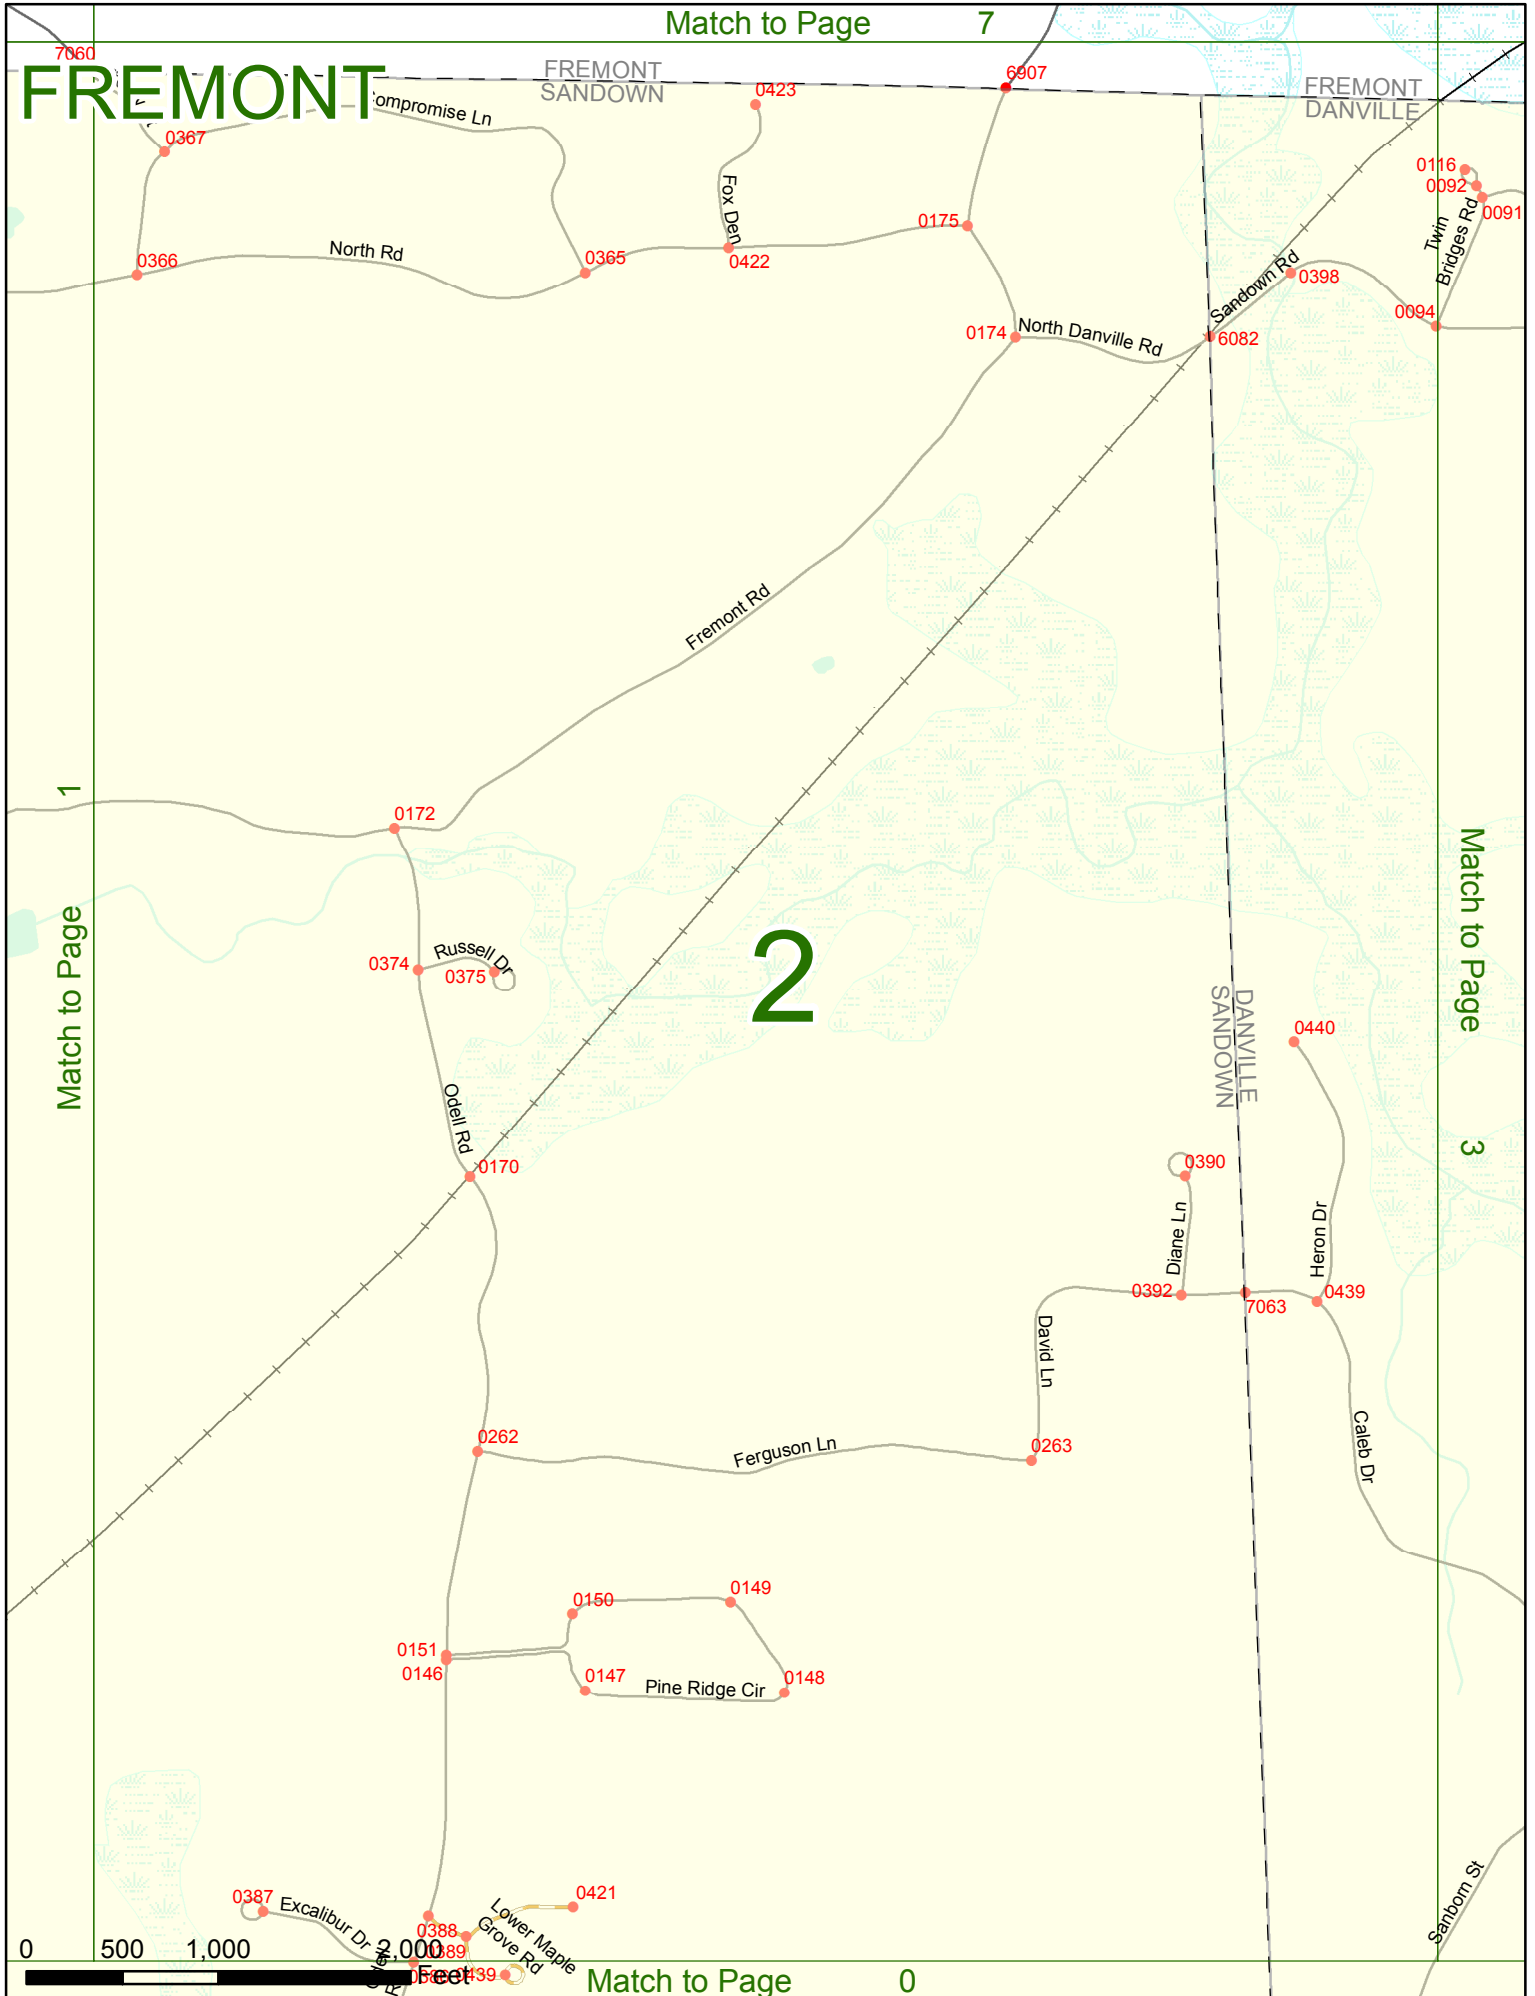 Match to Page 7
7060
FREMONT
FREMONT
SANDOWN
6907
FREMONT
DANVILLE
0423
ompromise Ln
0367
0116
0092
0091
Twin
Bridges Rd
Fox Den
0175
North Rd
0366
0365
0422
Sandown Rd
0398
0094
0174
North Danville Rd
6082
Fremont Rd
Match to Page 1
0172
Match to Page 3
Russell Dr
0374
0375
2
DANVILLE
SANDOWN
0440
Odell Rd
0170
0390
Diane Ln
Heron Dr
0392
7063
0439
David Ln
0262
Ferguson Ln
0263
Caleb Dr
0150
0149
0151
0146
0147
Pine Ridge Cir
0148
0387
Excalibur Dr
0421
Lower Maple
Grove Rd
0388
0389
Sanborn St
0 500 1,000 2,000
Feet
0439
Match to Page 0